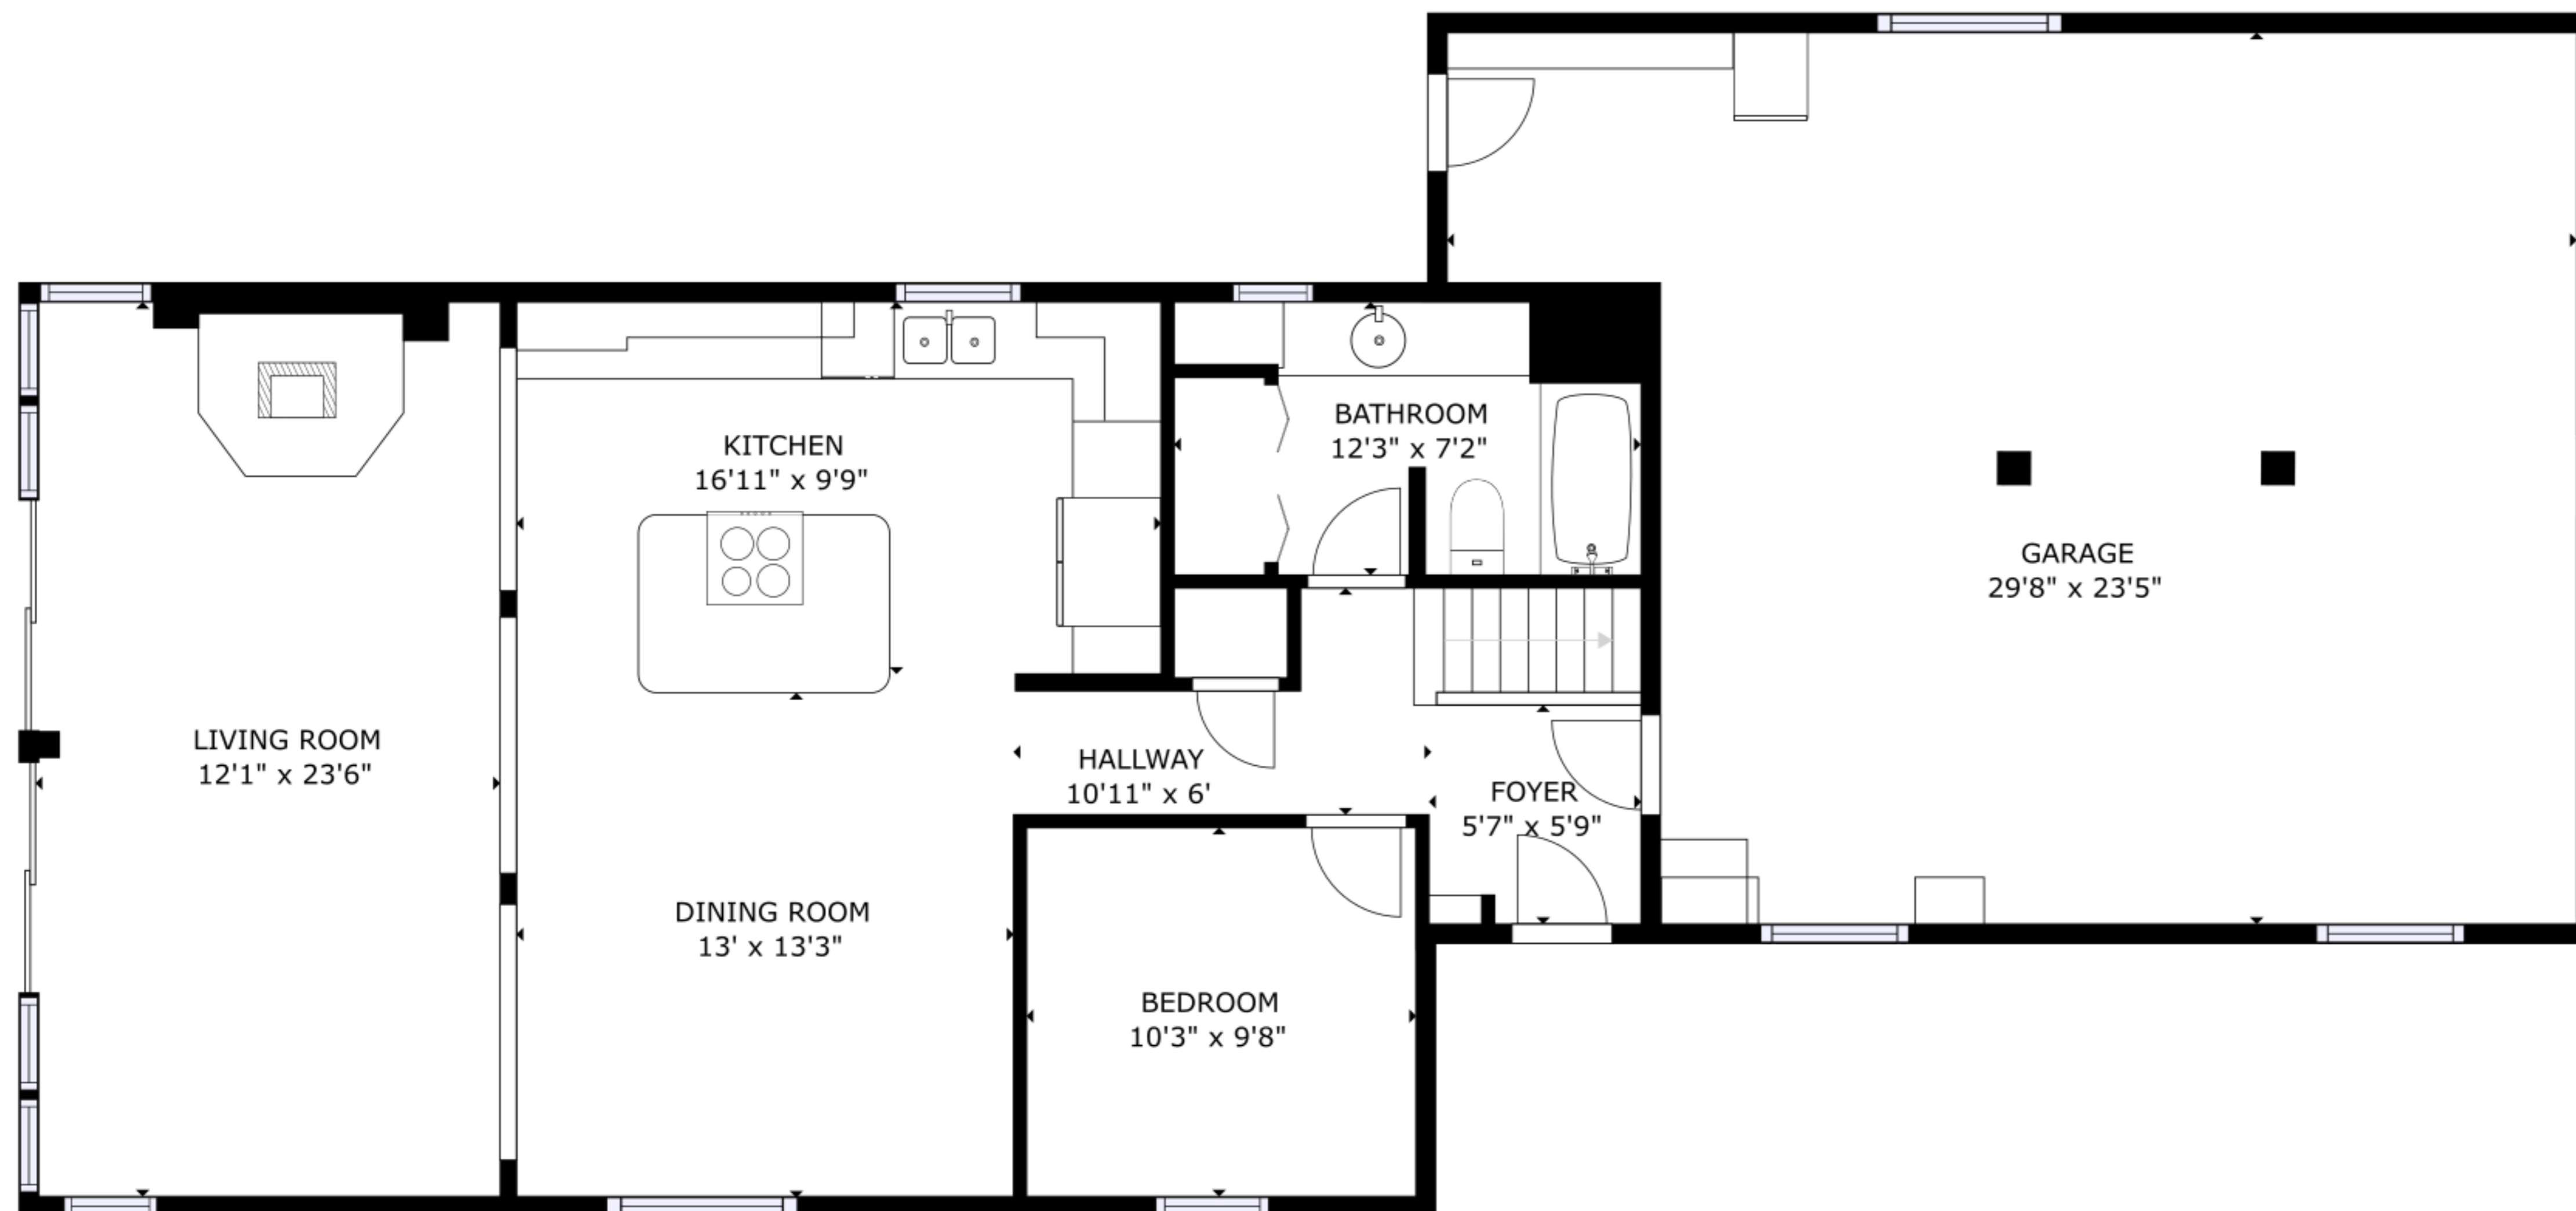 KITCHEN
16'11" x 9'9"
BATHROOM
12'3" x 7'2"
GARAGE
29'8" x 23'5"
LIVING ROOM
12'1" x 23'6"
HALLWAY
10'11" x 6'
FOYER
5'7" x 5'9"
DINING ROOM
13' x 13'3"
BEDROOM
10'3" x 9'8"